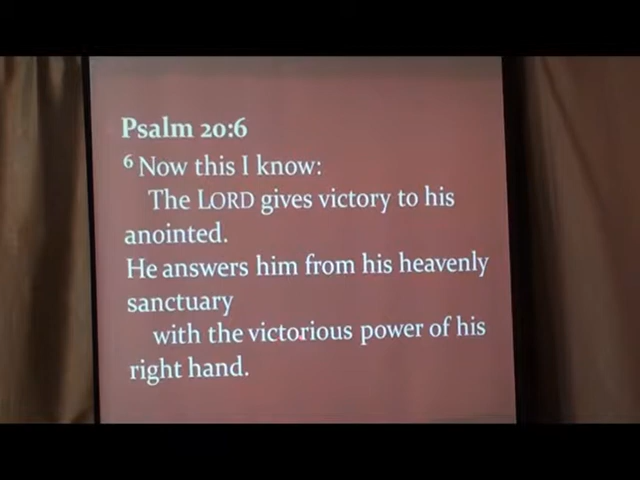 Psalm 20:6
⁶ Now this I know:
The LORD gives victory to his
anointed.
He answers him from his heavenly
sanctuary
with the victorious power of his
right hand.